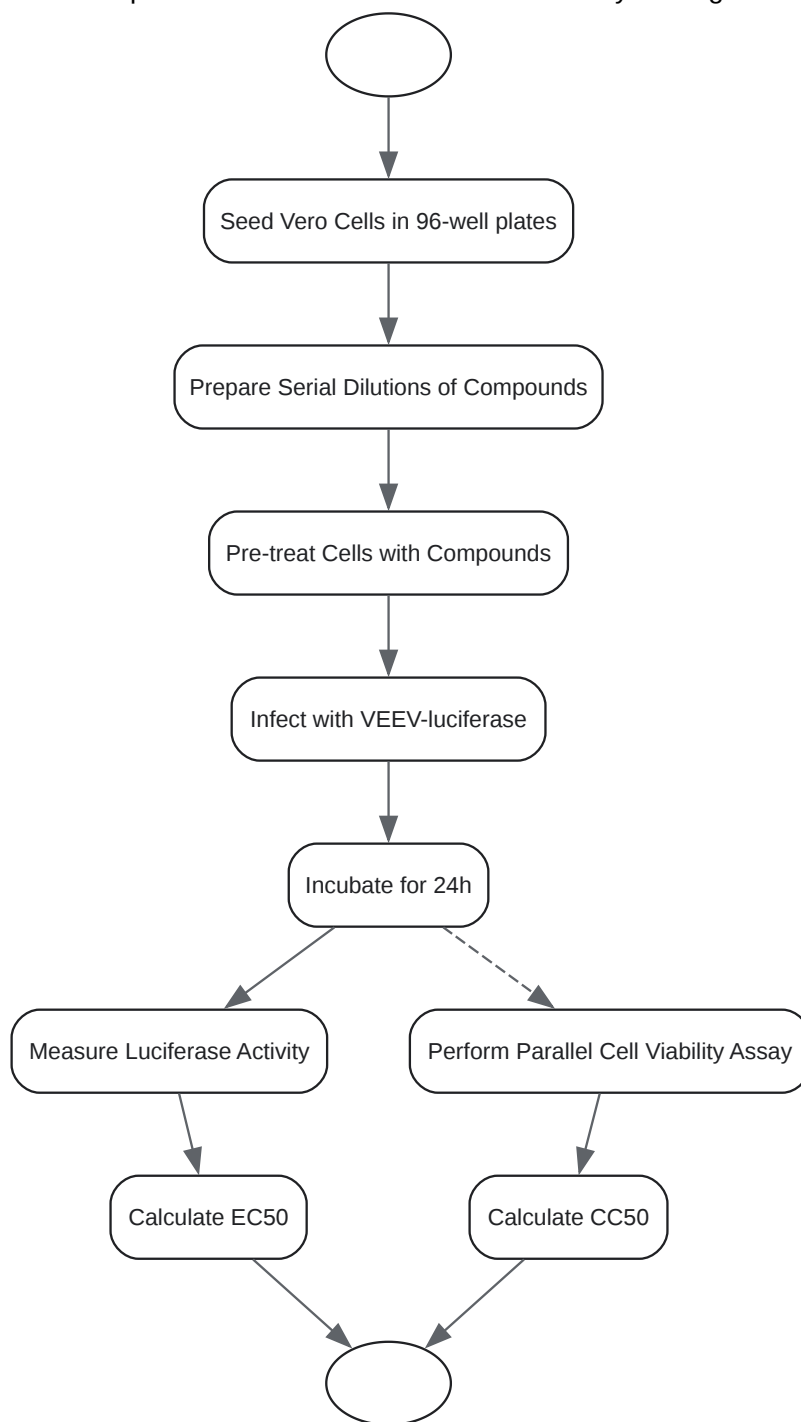 Seed Vero Cells in 96-well plates
Prepare Serial Dilutions of Compounds
Pre-treat Cells with Compounds
Infect with VEEV-luciferase
Incubate for 24h
Measure Luciferase Activity
Perform Parallel Cell Viability Assay
Calculate EC50
Calculate CC50